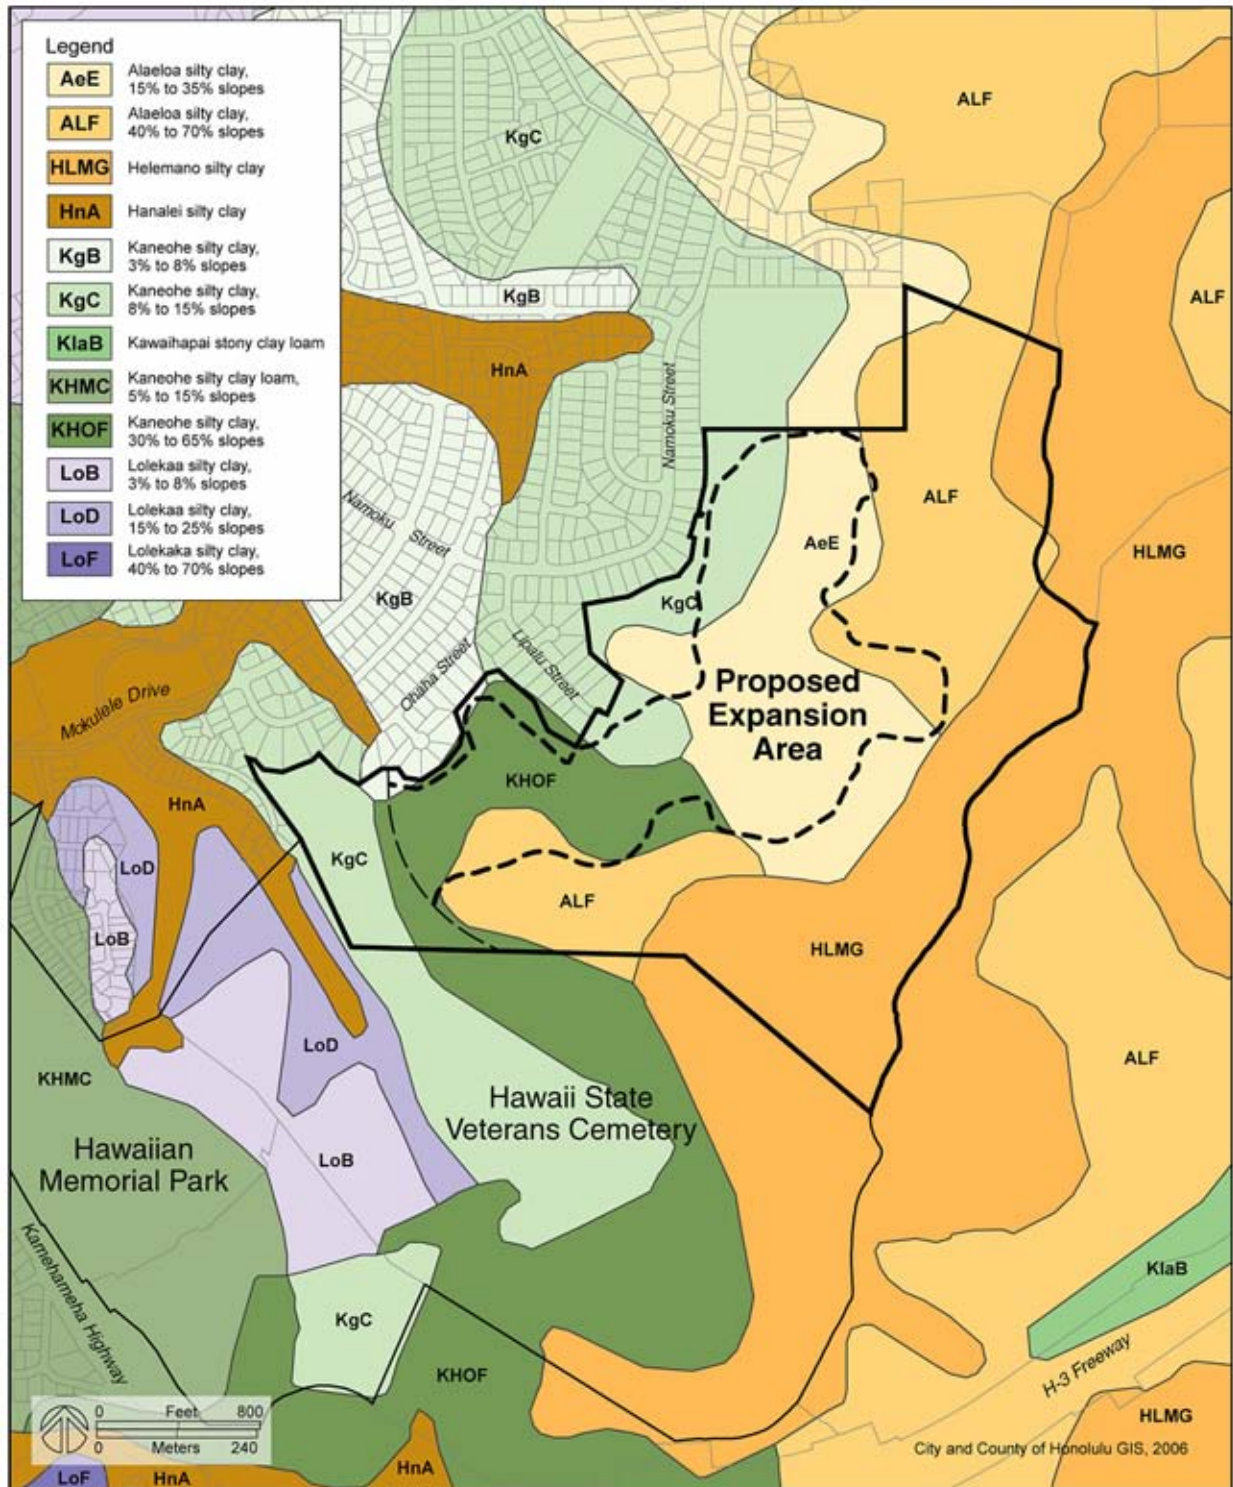 Legend
AeE
Alaeloa silty clay,
15% to 35% slopes
ALF
Alaeloa silty clay,
40% to 70% slopes
HLMG
Helemano silty clay
HnA
Hanalei silty clay
KgB
Kaneohe silty clay,
3% to 8% slopes
KgC
Kaneohe silty clay,
8% to 15% slopes
KlaB
Kawaihapai stony clay loam
KHMC
Kaneohe silty clay loam,
5% to 15% slopes
KHOF
Kaneohe silty clay,
30% to 65% slopes
LoB
Lolekaa silty clay,
3% to 8% slopes
LoD
Lolekaa silty clay,
15% to 25% slopes
LoF
Lolekaka silty clay,
40% to 70% slopes
ALF
KgC
KgB
ALF
HnA
Namoku Street
ALF
Namoku Street
AeE
HLMG
KgB
KgC
Lipalu Street
Ohaha Street
Mokulele Drive
Proposed
Expansion
Area
KHOF
HnA
KgC
LoD
ALF
LoB
HLMG
LoD
ALF
KHMC
Hawaii State
Veterans Cemetery
Hawaiian
Memorial Park
LoB
Kamehameha Highway
KlaB
KgC
KHOF
H-3 Freeway
0 Feet 800
0 Meters 240
HLMG
City and County of Honolulu GIS, 2006
LoF
HnA
HnA